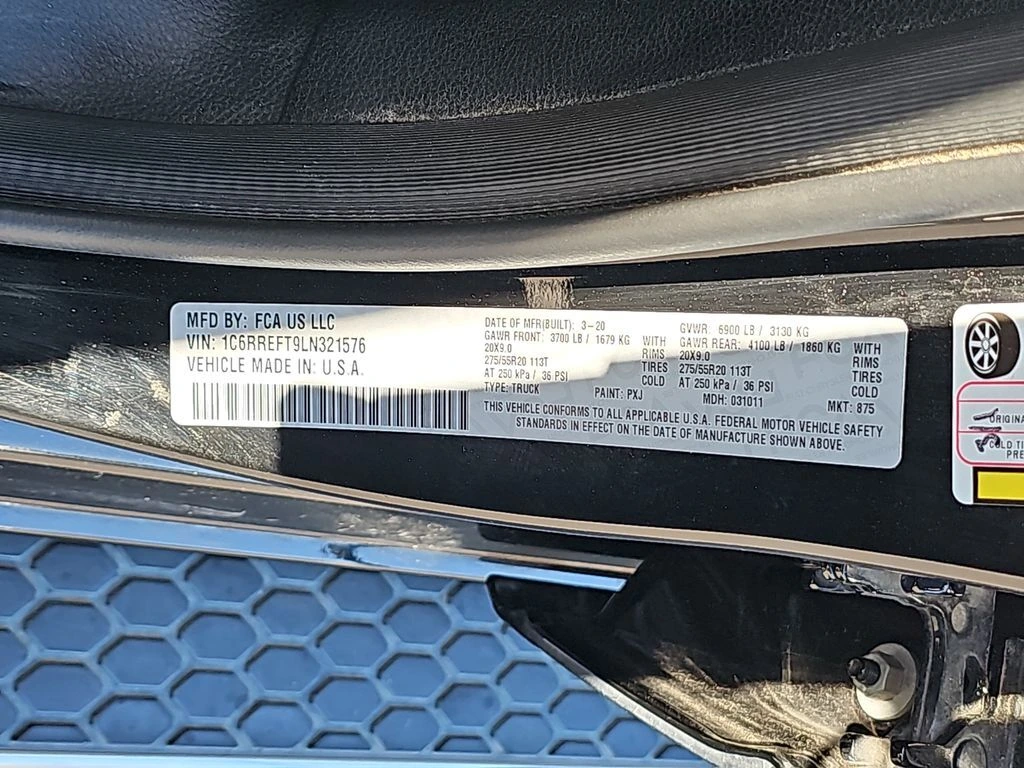 MFD BY: FCA US LLC
VIN: 1C6RREFT9LN321576
VEHICLE MADE IN: U.S.A.
DATE OF MFR(BUILT): 3-20
GAWR FRONT: 3700 LB / 1679 KG WITH
20X9.0 RIMS
275/55R20 113T TIRES
AT 250 kPa / 36 PSI COLD
TYPE: TRUCK PAINT: PXJ
GVWR: 6900 LB / 3130 KG
GAWR REAR: 4100 LB / 1860 KG WITH
20X9.0 RIMS
275/55R20 113T TIRES
AT 250 kPa / 36 PSI COLD
MDH: 031011 MKT: 875
THIS VEHICLE CONFORMS TO ALL APPLICABLE U.S.A. FEDERAL MOTOR VEHICLE SAFETY
STANDARDS IN EFFECT ON THE DATE OF MANUFACTURE SHOWN ABOVE.